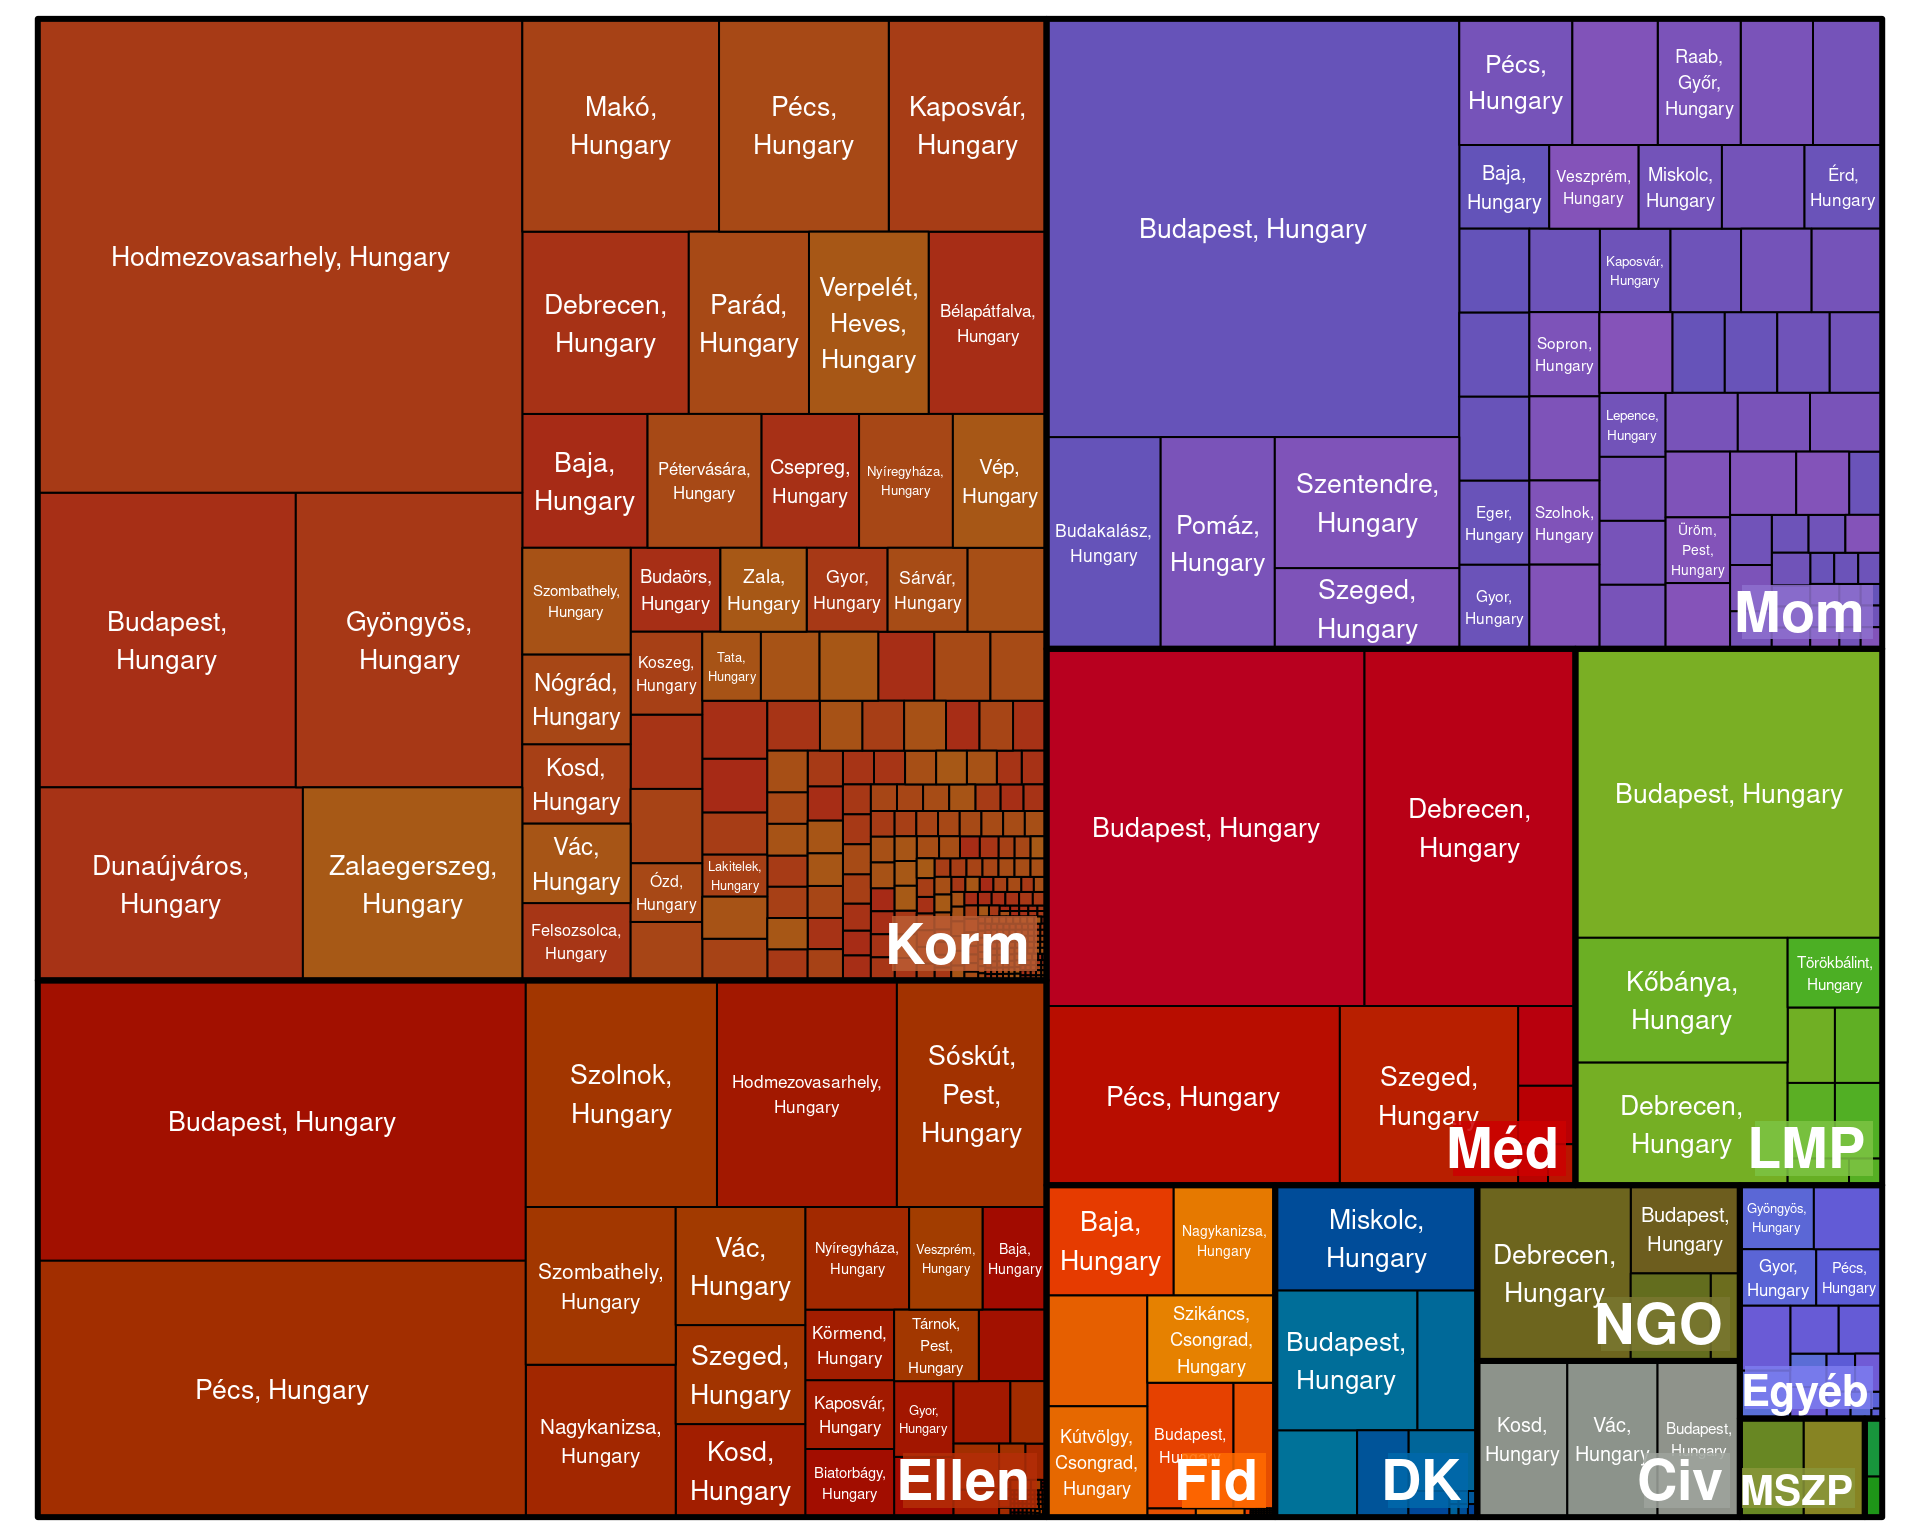 Hodmezovasarhely, Hungary
Makó,
Hungary
Pécs,
Hungary
Kaposvár,
Hungary
Debrecen,
Hungary
Parád,
Hungary
Verpelét,
Heves,
Hungary
Bélapátfalva,
Hungary
Baja,
Hungary
Pétervására,
Hungary
Csepreg,
Hungary
Nyíregyháza,
Hungary
Vép,
Hungary
Budapest,
Hungary
Gyöngyös,
Hungary
Dunaújváros,
Hungary
Zalaegerszeg,
Hungary
Szombathely,
Hungary
Budaörs,
Hungary
Zala,
Hungary
Gyor,
Hungary
Sárvár,
Hungary
Nógrád,
Hungary
Koszeg,
Hungary
Tata,
Hungary
Kosd,
Hungary
Vác,
Hungary
Lakitelek,
Hungary
Ózd,
Hungary
Felsozsolca,
Hungary
Korm
Budapest, Hungary
Pécs,
Hungary
Raab,
Győr,
Hungary
Baja,
Hungary
Veszprém,
Hungary
Miskolc,
Hungary
Érd,
Hungary
Kaposvár,
Hungary
Sopron,
Hungary
Lepence,
Hungary
Budakalász,
Hungary
Pomáz,
Hungary
Szentendre,
Hungary
Szeged,
Hungary
Eger,
Hungary
Szolnok,
Hungary
Üröm,
Pest,
Hungary
Gyor,
Hungary
Mom
Budapest, Hungary
Pécs, Hungary
Szolnok,
Hungary
Hodmezovasarhely,
Hungary
Sóskút,
Pest,
Hungary
Szombathely,
Hungary
Vác,
Hungary
Nyíregyháza,
Hungary
Veszprém,
Hungary
Baja,
Hungary
Szeged,
Hungary
Körmend,
Hungary
Tárnok,
Pest,
Hungary
Nagykanizsa,
Hungary
Kaposvár,
Hungary
Gyor,
Hungary
Kosd,
Hungary
Biatorbágy,
Hungary
Ellen
Budapest, Hungary
Debrecen,
Hungary
Pécs, Hungary
Szeged,
Hungary
Méd
Budapest, Hungary
Kőbánya,
Hungary
Törökbálint,
Hungary
Debrecen,
Hungary
LMP
Baja,
Hungary
Nagykanizsa,
Hungary
Szikáncs,
Csongrad,
Hungary
Kútvölgy,
Csongrad,
Hungary
Budapest,
Hungary
Fid
Miskolc,
Hungary
Budapest,
Hungary
DK
Debrecen,
Hungary
Budapest,
Hungary
NGO
Kosd,
Hungary
Vác,
Hungary
Budapest,
Hungary
Civ
Gyöngyös,
Hungary
Gyor,
Hungary
Pécs,
Hungary
Egyéb
MSZP